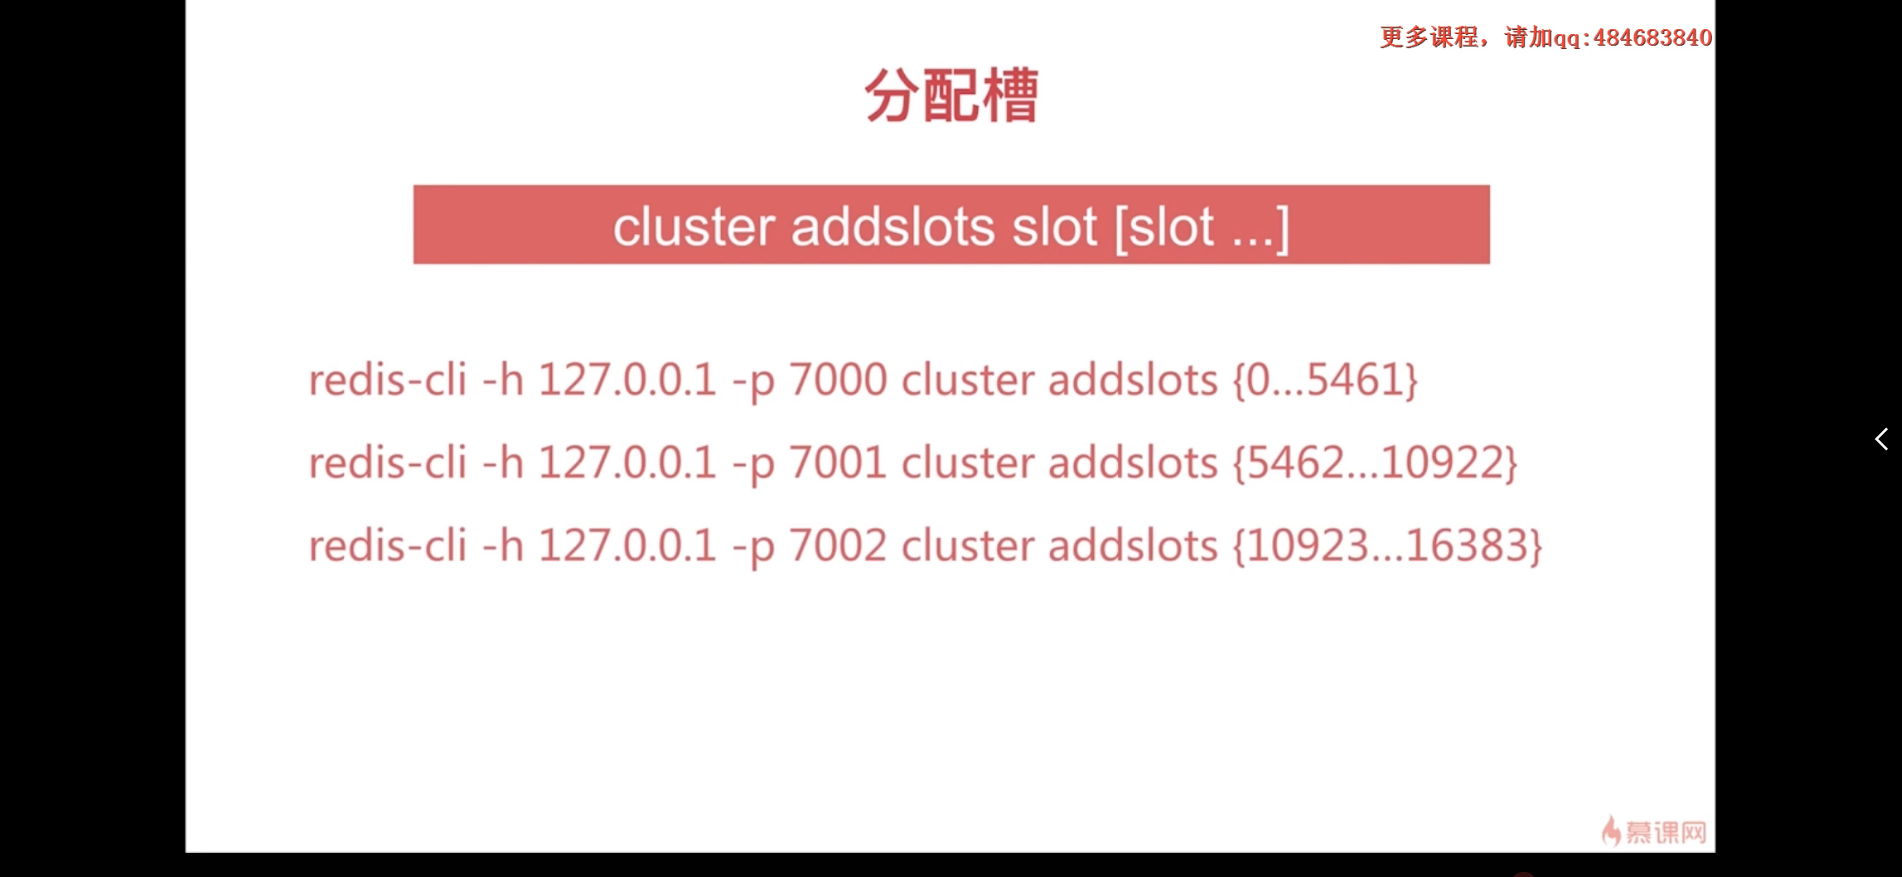 更多课程，请加qq:484683840
分配槽
cluster addslots slot [slot ...]
redis-cli -h 127.0.0.1 -p 7000 cluster addslots {0...5461}
redis-cli -h 127.0.0.1 -p 7001 cluster addslots {5462...10922}
redis-cli -h 127.0.0.1 -p 7002 cluster addslots {10923...16383}
慕课网